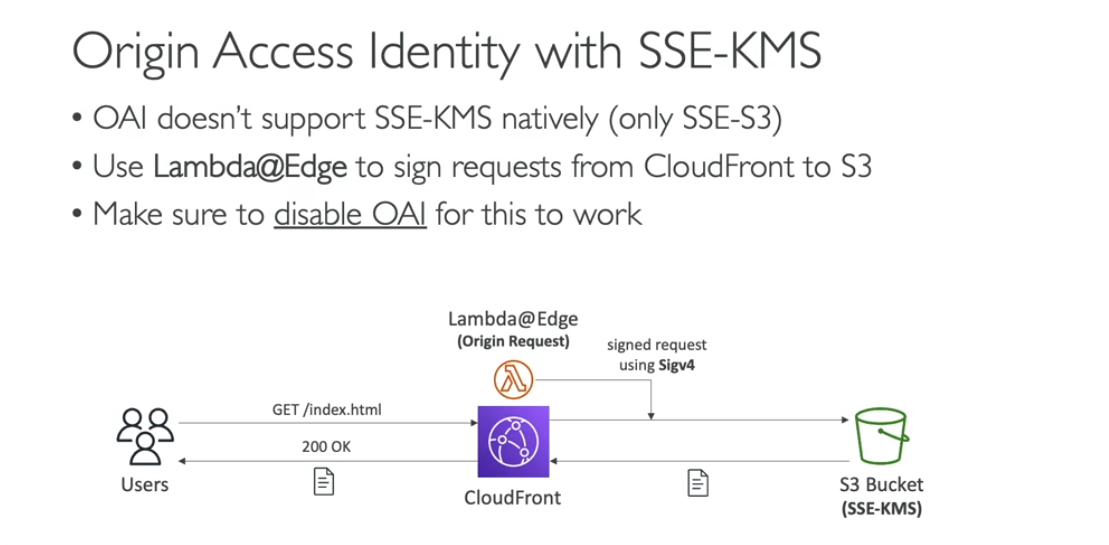 Origin Access Identity with SSE-KMS
• OAI doesn't support SSE-KMS natively (only SSE-S3)
• Use Lambda@Edge to sign requests from CloudFront to S3
• Make sure to disable OAI for this to work
Lambda@Edge
(Origin Request)
signed request
using Sigv4
GET /index.html
200 OK
Users
CloudFront
S3 Bucket
(SSE-KMS)